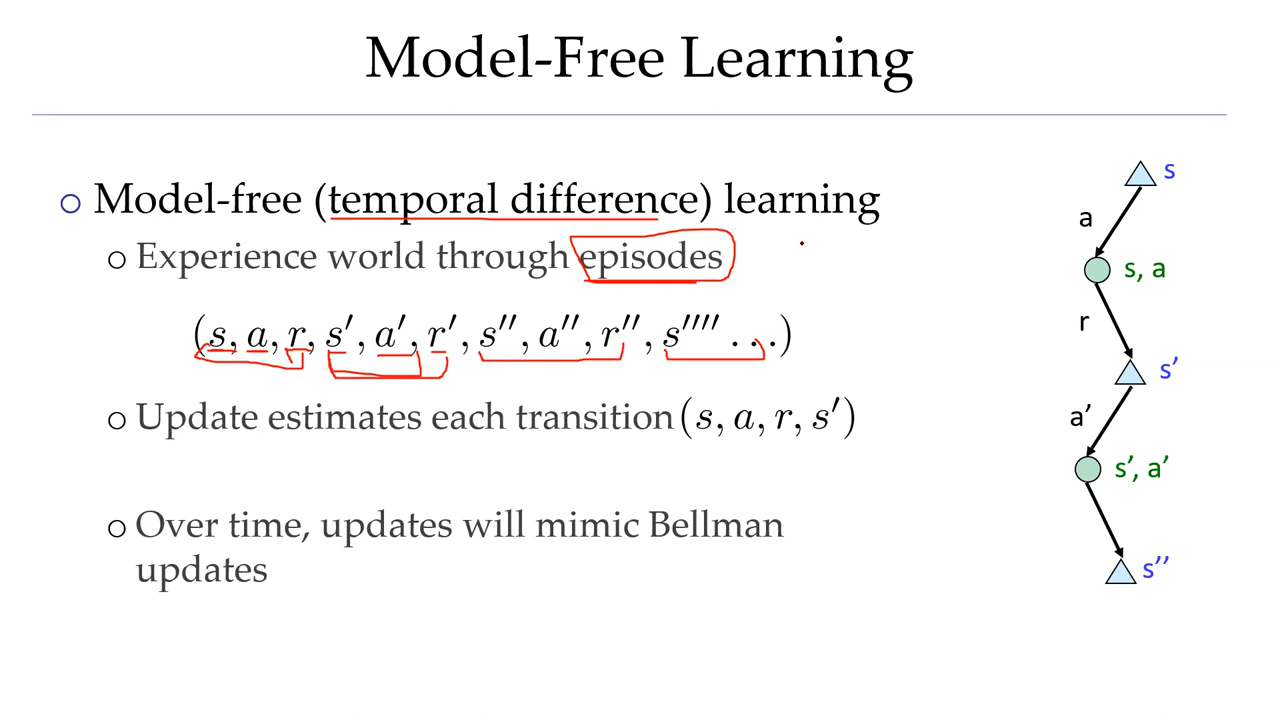 Model-Free Learning
Model-free (temporal difference) learning
Experience world through episodes
(s, a, r, s′, a′, r′, s′′, a′′, r′′, s′′′′ . . .)
Update estimates each transition (s, a, r, s′)
Over time, updates will mimic Bellman
updates
s
a
s, a
r
s’
a’
s’, a’
s’’